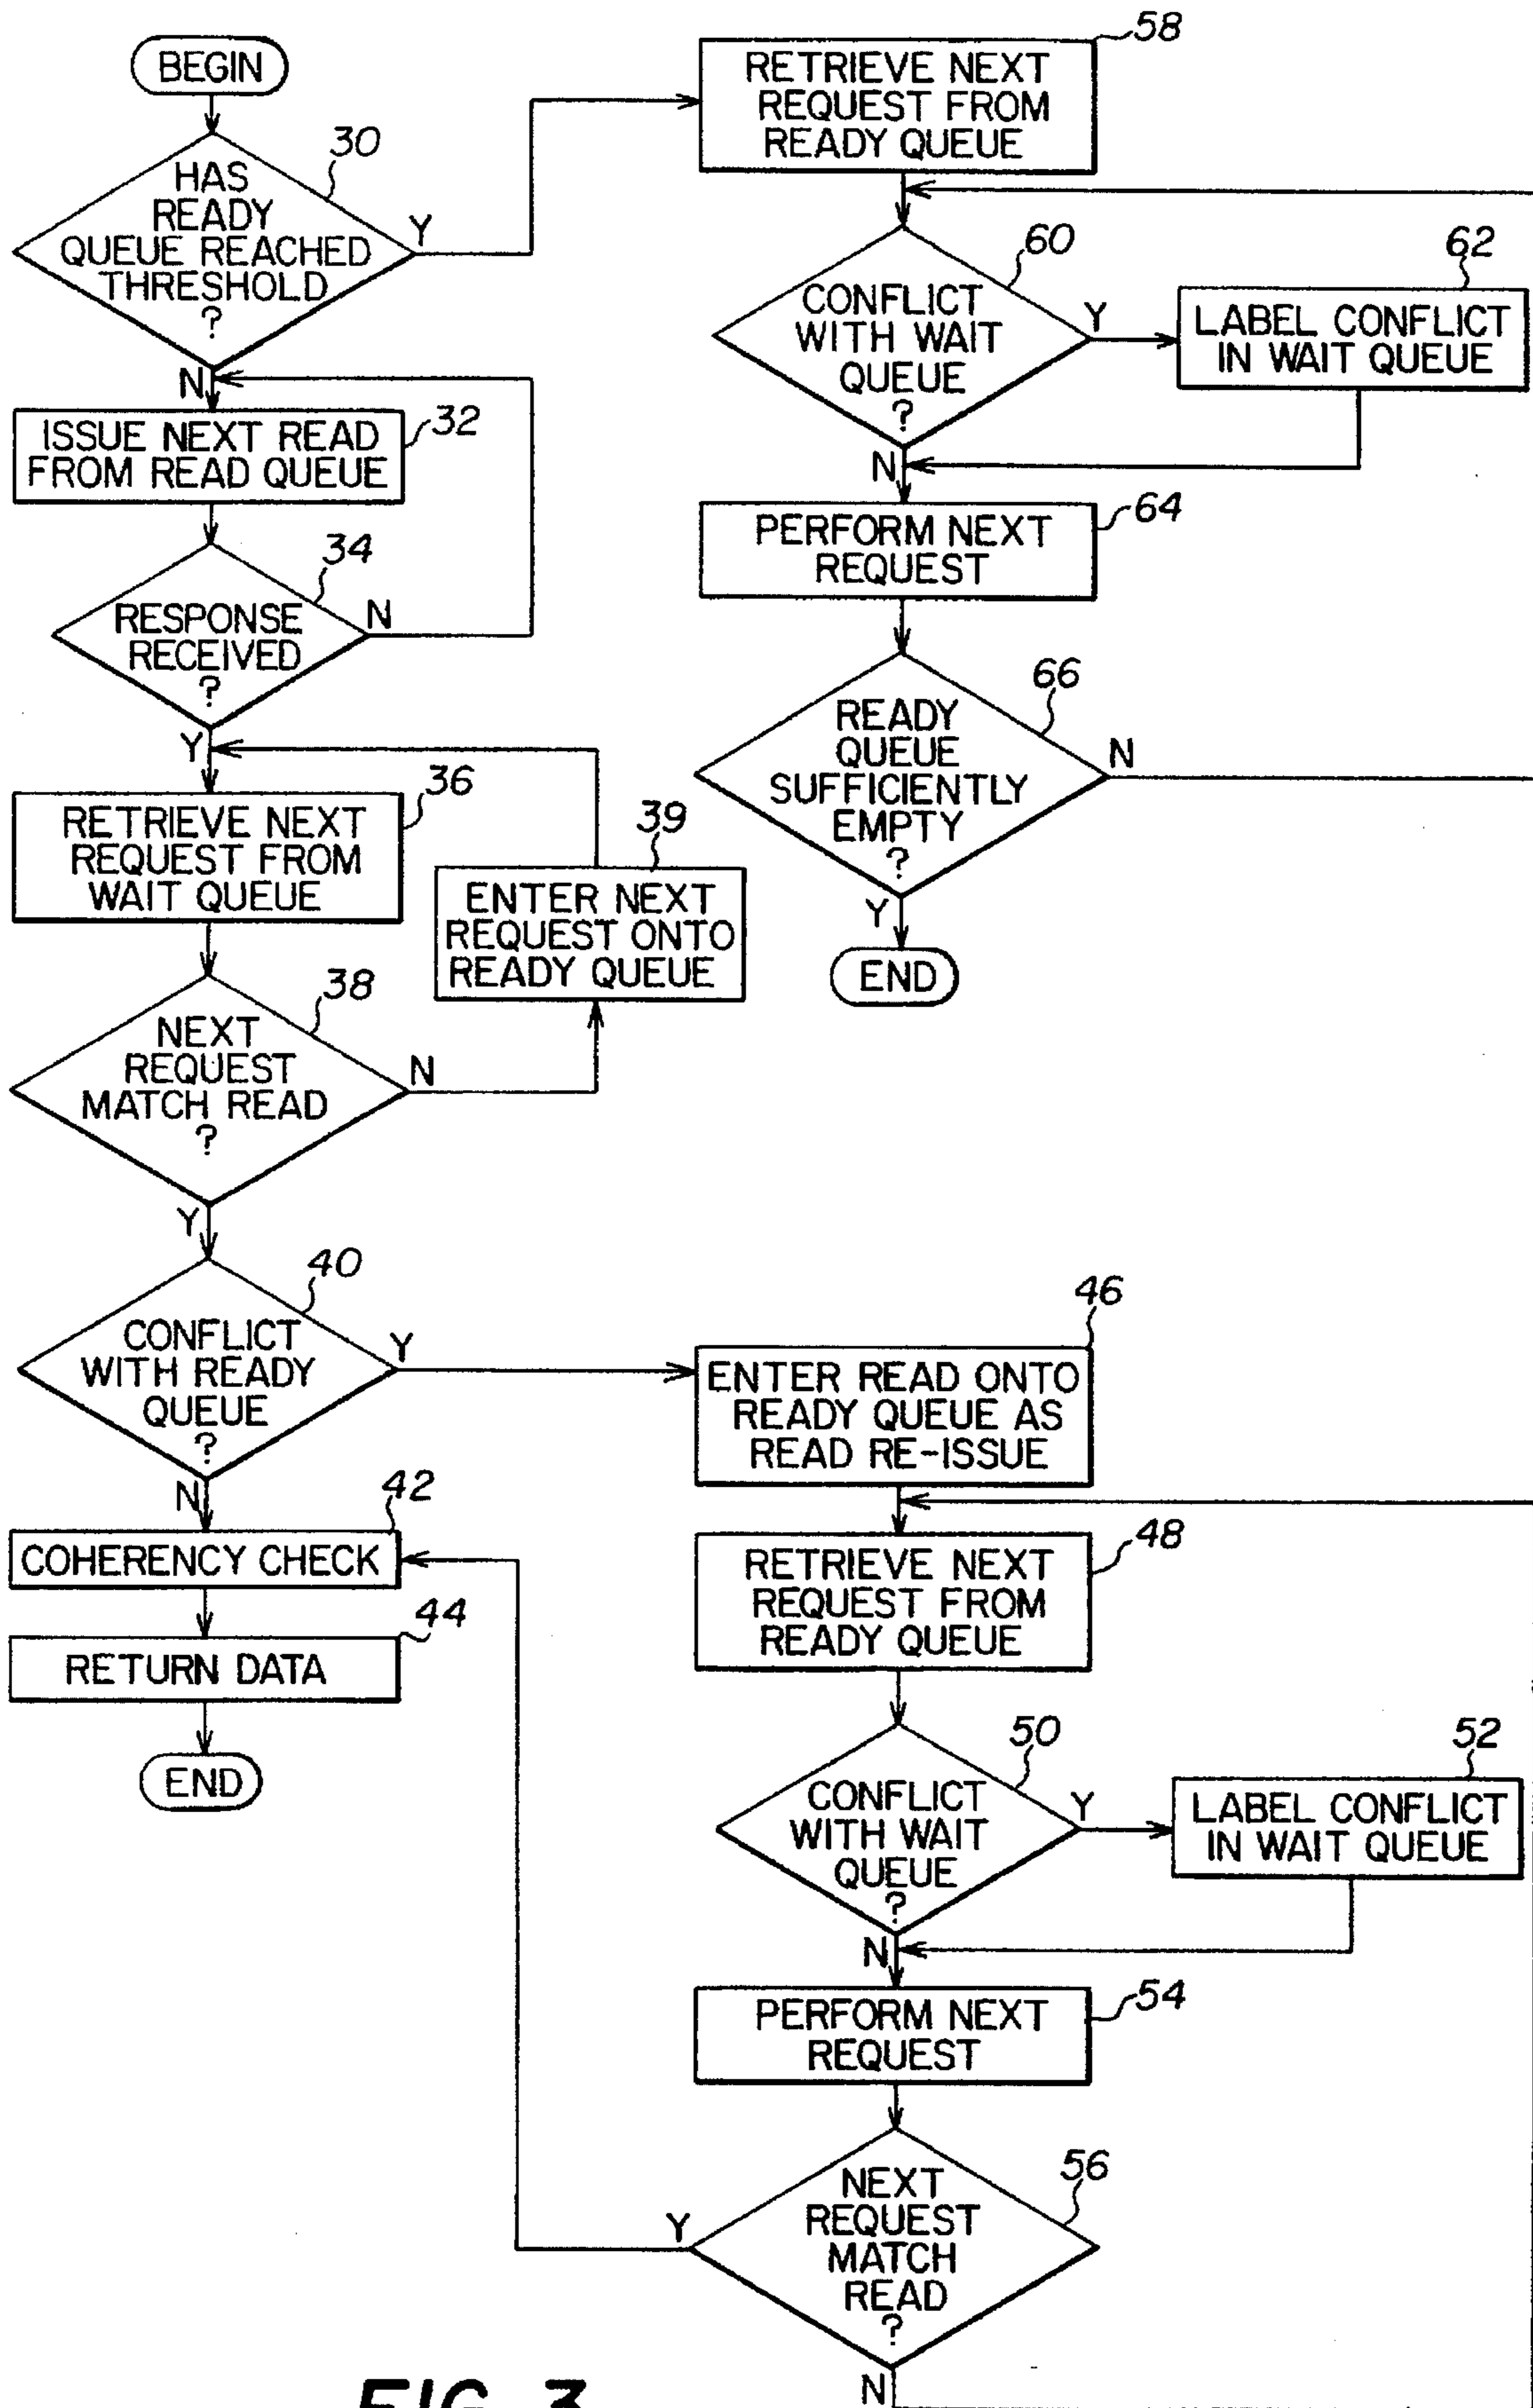 BEGIN
30
HAS
READY
QUEUE REACHED
THRESHOLD
?
Y
N
ISSUE NEXT READ
FROM READ QUEUE
32
34
RESPONSE
RECEIVED
?
N
Y
RETRIEVE NEXT
REQUEST FROM
WAIT QUEUE
36
38
NEXT
REQUEST
MATCH READ
?
N
39
ENTER NEXT
REQUEST ONTO
READY QUEUE
Y
40
CONFLICT
WITH READY
QUEUE
?
Y
N
42
COHERENCY CHECK
44
RETURN DATA
END
58
RETRIEVE NEXT
REQUEST FROM
READY QUEUE
60
CONFLICT
WITH WAIT
QUEUE
?
Y
62
LABEL CONFLICT
IN WAIT QUEUE
N
64
PERFORM NEXT
REQUEST
66
READY
QUEUE
SUFFICIENTLY
EMPTY
?
N
Y
END
46
ENTER READ ONTO
READY QUEUE AS
READ RE-ISSUE
48
RETRIEVE NEXT
REQUEST FROM
READY QUEUE
50
CONFLICT
WITH WAIT
QUEUE
?
Y
52
LABEL CONFLICT
IN WAIT QUEUE
N
54
PERFORM NEXT
REQUEST
56
NEXT
REQUEST
MATCH
READ
?
Y
N
FIG. 3